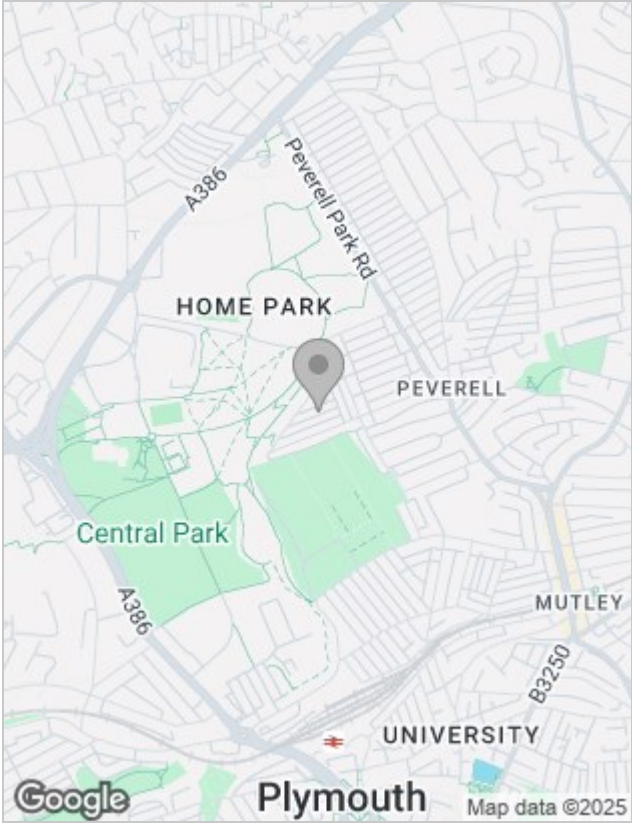 A386
Peverell Park Rd
HOME PARK
PEVERELL
Central Park
A386
MUTLEY
B3250
UNIVERSITY
Plymouth
Google
Map data ©2025